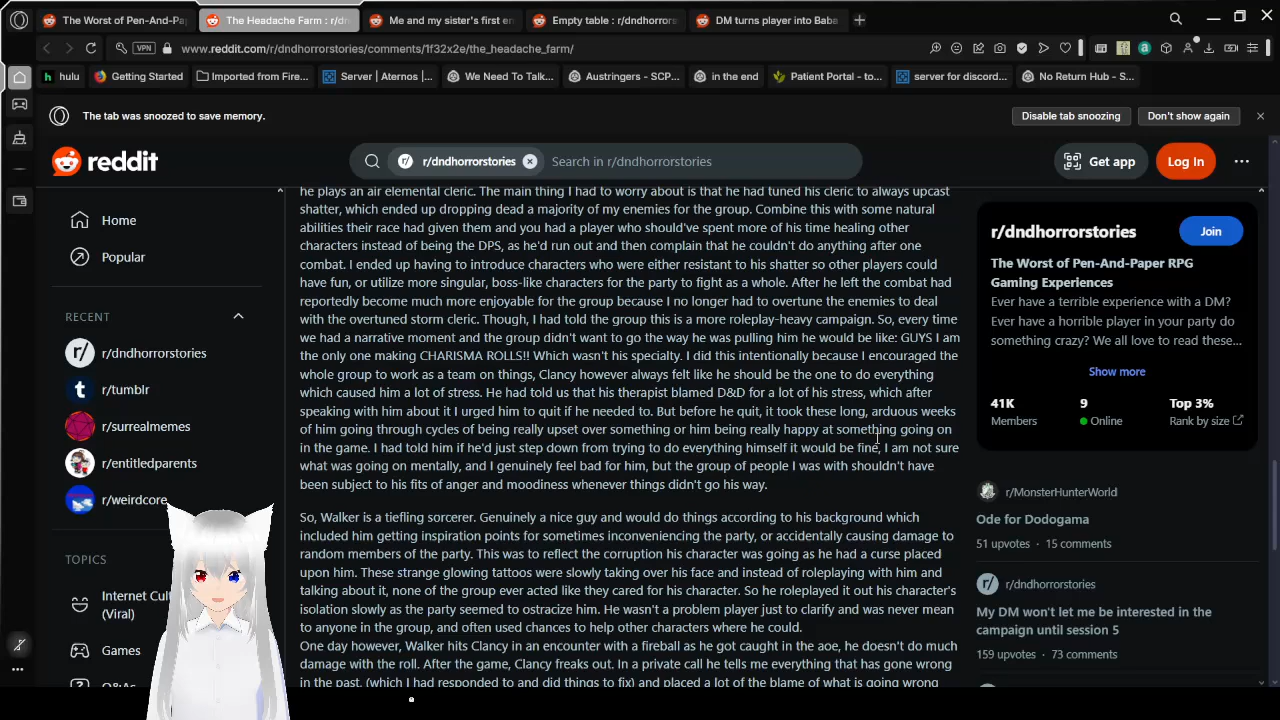 The Worst of Pen-And-Pa
The Headache Farm : r/dn
Me and my sister's first en
Empty table : r/dndhorrors
DM turns player into Baba
VPN
www.reddit.com/r/dndhorrorstories/comments/1f32x2e/the_headache_farm/
hulu
Getting Started
Imported from Fire...
Server | Aternos |...
We Need To Talk...
Austringers - SCP...
in the end
Patient Portal - to...
server for discord...
No Return Hub - S...
The tab was snoozed to save memory.
Disable tab snoozing
Don't show again
reddit
r/dndhorrorstories
Search in r/dndhorrorstories
Get app
Log In
Home
Popular
RECENT
r/dndhorrorstories
r/tumblr
r/surrealmemes
r/entitledparents
r/weirdcore
TOPICS
Internet Cul
(Viral)
Games
Q&As
he plays an air elemental cleric. The main thing I had to worry about is that he had tuned his cleric to always upcast
shatter, which ended up dropping dead a majority of my enemies for the group. Combine this with some natural
abilities their race had given them and you had a player who should've spent more of his time healing other
characters instead of being the DPS, as he'd run out and then complain that he couldn't do anything after one
combat. I ended up having to introduce characters who were either resistant to his shatter so other players could
have fun, or utilize more singular, boss-like characters for the party to fight as a whole. After he left the combat had
reportedly become much more enjoyable for the group because I no longer had to overtune the enemies to deal
with the overtuned storm cleric. Though, I had told the group this is a more roleplay-heavy campaign. So, every time
we had a narrative moment and the group didn't want to go the way he was pulling him he would be like: GUYS I am
the only one making CHARISMA ROLLS!! Which wasn't his specialty. I did this intentionally because I encouraged the
whole group to work as a team on things, Clancy however always felt like he should be the one to do everything
which caused him a lot of stress. He had told us that his therapist blamed D&D for a lot of his stress, which after
speaking with him about it I urged him to quit if he needed to. But before he quit, it took these long, arduous weeks
of him going through cycles of being really upset over something or him being really happy at something going on
in the game. I had told him if he'd just step down from trying to do everything himself it would be fine, I am not sure
what was going on mentally, and I genuinely feel bad for him, but the group of people I was with shouldn't have
been subject to his fits of anger and moodiness whenever things didn't go his way.
So, Walker is a tiefling sorcerer. Genuinely a nice guy and would do things according to his background which
included him getting inspiration points for sometimes inconveniencing the party, or accidentally causing damage to
random members of the party. This was to reflect the corruption his character was going as he had a curse placed
upon him. These strange glowing tattoos were slowly taking over his face and instead of roleplaying with him and
talking about it, none of the group ever acted like they cared for his character. So he roleplayed it out his character's
isolation slowly as the party seemed to ostracize him. He wasn't a problem player just to clarify and was never mean
to anyone in the group, and often used chances to help other characters where he could.
One day however, Walker hits Clancy in an encounter with a fireball as he got caught in the aoe, he doesn't do much
damage with the roll. After the game, Clancy freaks out. In a private call he tells me everything that has gone wrong
in the past, (which I had responded to and did things to fix) and placed a lot of the blame of what is going wrong
r/dndhorrorstories
Join
The Worst of Pen-And-Paper RPG
Gaming Experiences
Ever have a terrible experience with a DM?
Ever have a horrible player in your party do
something crazy? We all love to read these...
Show more
41K
Members
9
Online
Top 3%
Rank by size
r/MonsterHunterWorld
Ode for Dodogama
51 upvotes · 15 comments
r/dndhorrorstories
My DM won't let me be interested in the
campaign until session 5
159 upvotes · 73 comments